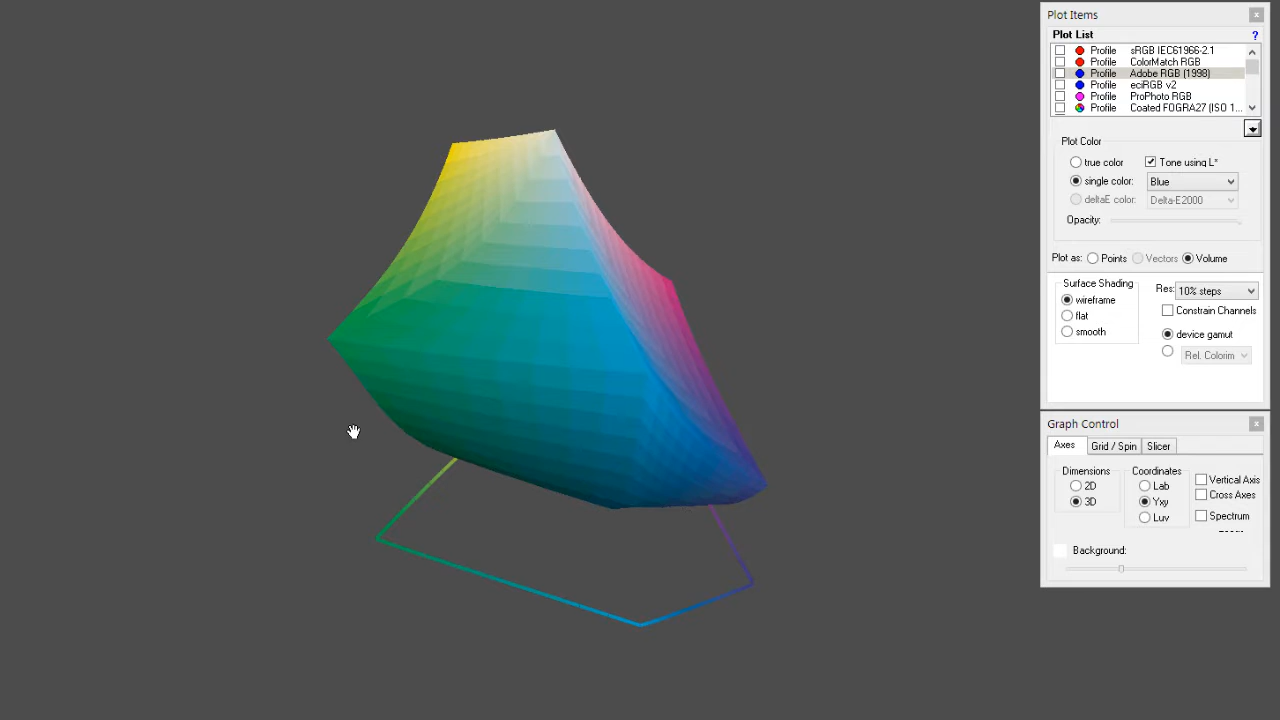 Plot Items
Plot List ?
Profile sRGB IEC61966-2.1
Profile ColorMatch RGB
Profile Adobe RGB (1998)
Profile eciRGB v2
Profile ProPhoto RGB
Profile Coated FOGRA27 (ISO 1...
Plot Color
true color Tone using L*
single color: Blue
deltaE color: Delta-E2000
Opacity:
Plot as: Points Vectors Volume
Surface Shading Res: 10% steps
wireframe Constrain Channels
flat device gamut
smooth
Rel. Colorim
Graph Control
Axes Grid / Spin Slicer
Dimensions Coordinates
2D Lab Vertical Axis
3D Yxy Cross Axes
Luv Spectrum
Background: